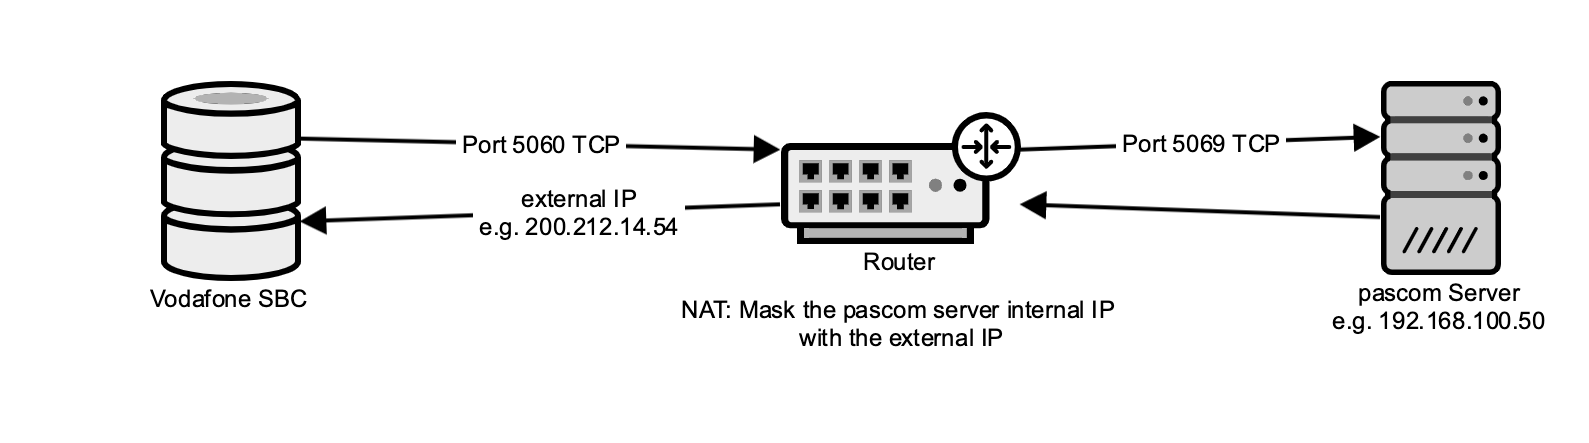 Port 5060 TCP
Port 5069 TCP
external IP
e.g. 200.212.14.54
Router
Vodafone SBC
pascom Server
e.g. 192.168.100.50
NAT: Mask the pascom server internal IP
with the external IP